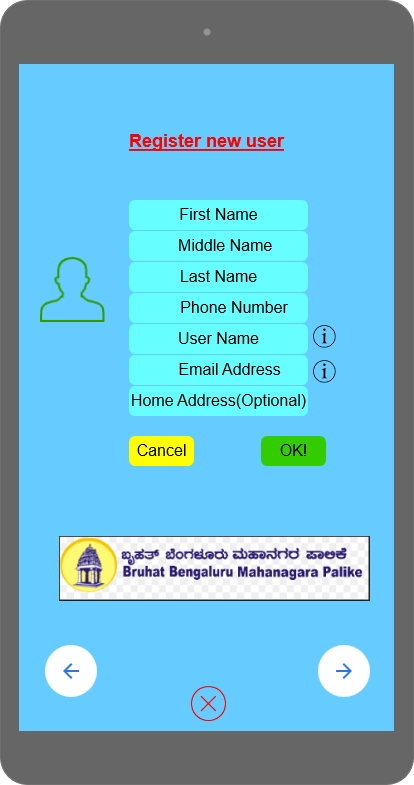 Register new user
First Name
Middle Name
Last Name
Phone Number
User Name
Email Address
Home Address(Optional)
Cancel
OK!
ಬೃಹತ್ ಬೆಂಗಳೂರು ಮಹಾನಗರ ಪಾಲಿಕೆ
Bruhat Bengaluru Mahanagara Palike